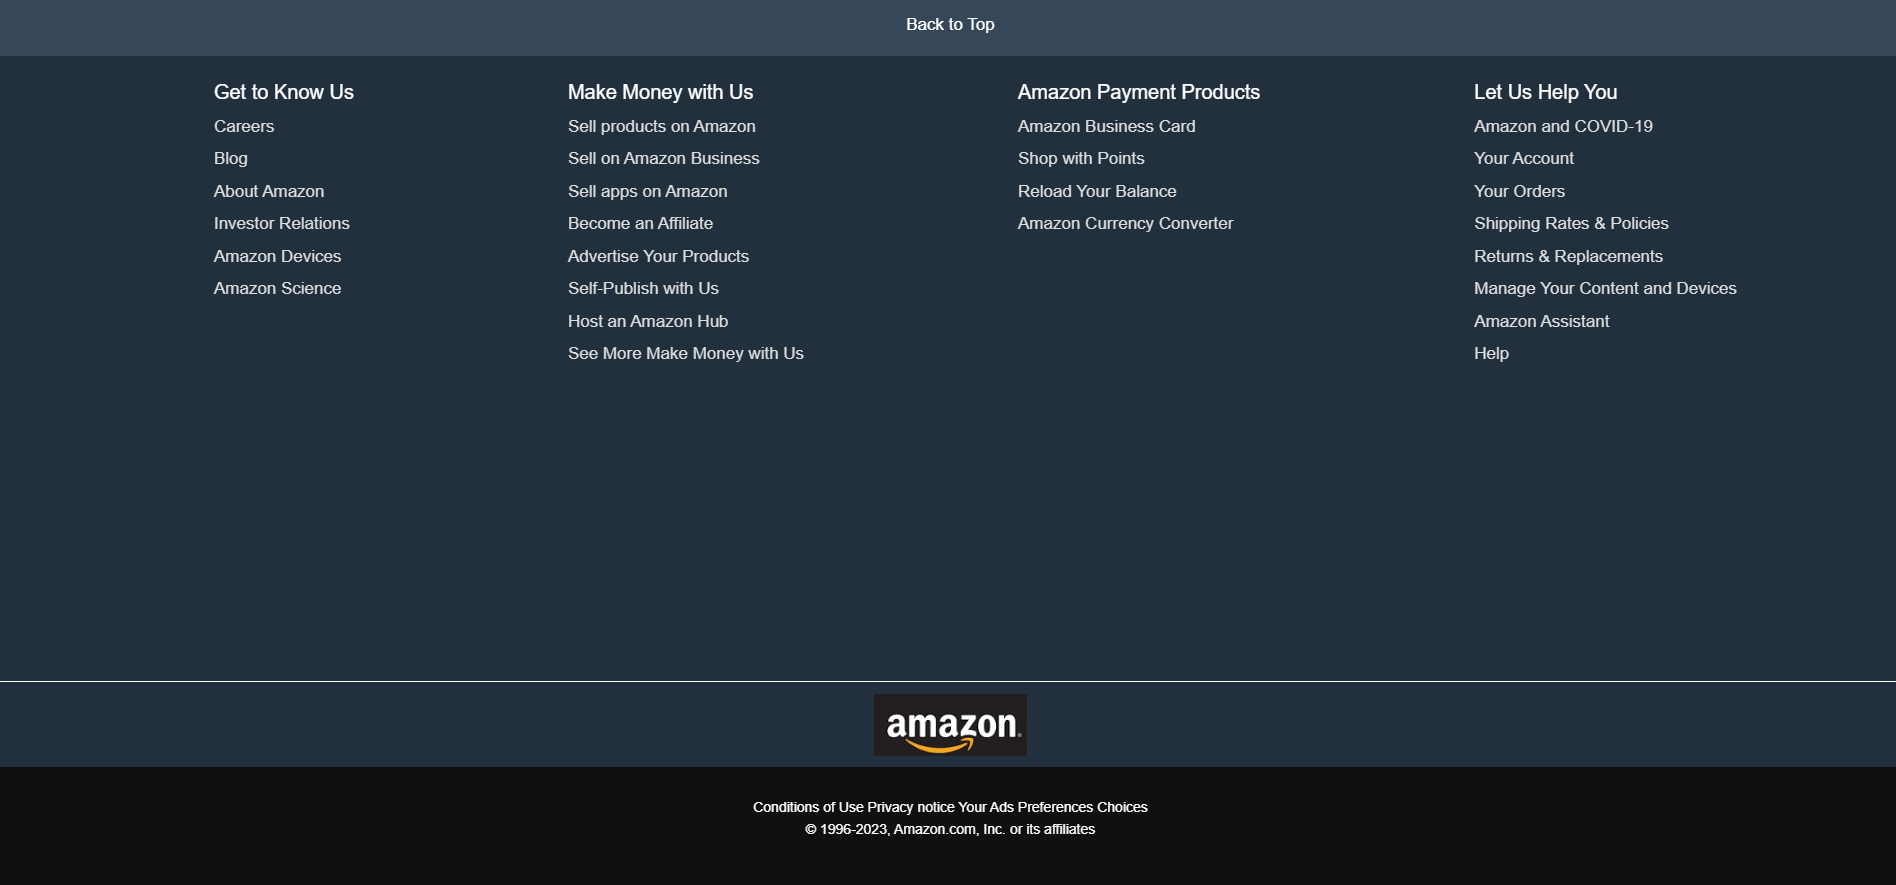 Back to Top
Get to Know Us
Careers
Blog
About Amazon
Investor Relations
Amazon Devices
Amazon Science
Make Money with Us
Sell products on Amazon
Sell on Amazon Business
Sell apps on Amazon
Become an Affiliate
Advertise Your Products
Self-Publish with Us
Host an Amazon Hub
See More Make Money with Us
Amazon Payment Products
Amazon Business Card
Shop with Points
Reload Your Balance
Amazon Currency Converter
Let Us Help You
Amazon and COVID-19
Your Account
Your Orders
Shipping Rates & Policies
Returns & Replacements
Manage Your Content and Devices
Amazon Assistant
Help
amazon
Conditions of Use Privacy notice Your Ads Preferences Choices
© 1996-2023, Amazon.com, Inc. or its affiliates